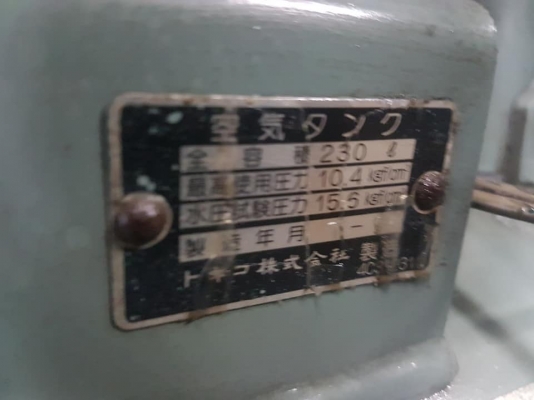 空気タンク
全容積 230 ℓ
最高使用圧力 10.4 kgf/cm
水圧試験圧力 15.6 kgf/cm
製造年月 -
トキコ株式会社 製造